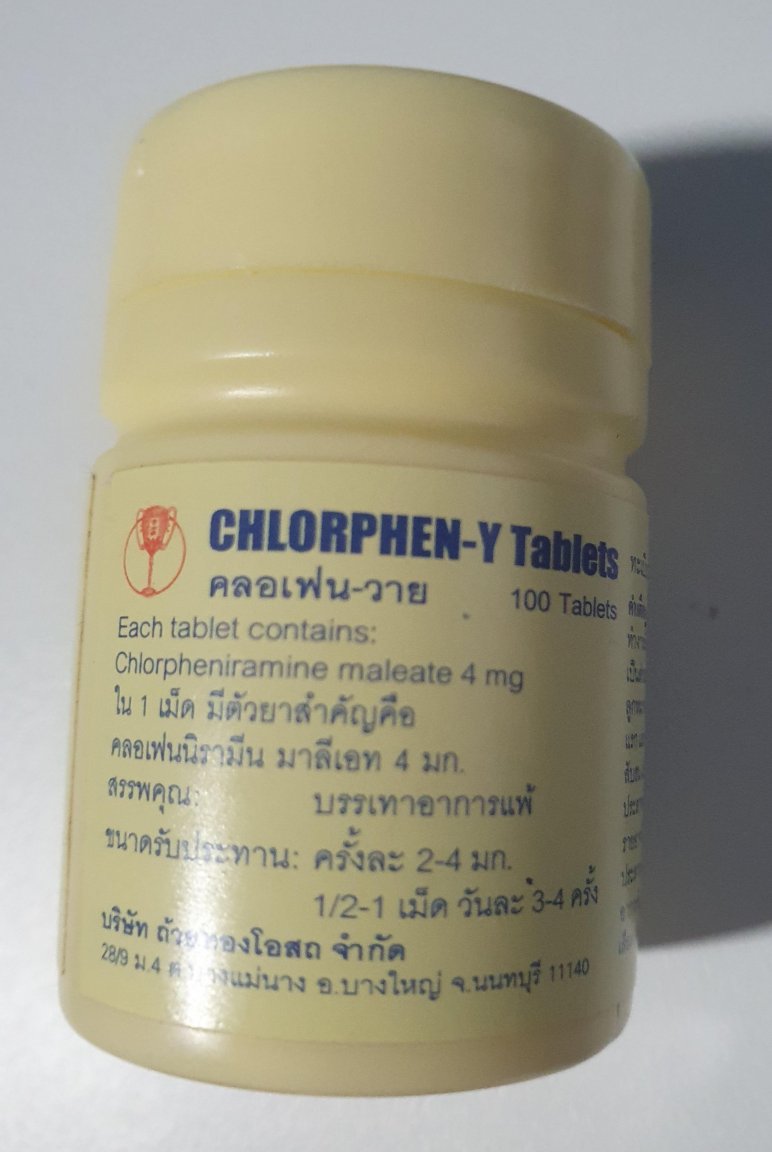 CHLORPHEN-Y Tablets
คลอเฟน-วาย 100 Tablets
Each tablet contains:
Chlorpheniramine maleate 4 mg
ใน 1 เม็ด มีตัวยาสำคัญคือ
คลอเฟนนิรามีน มาลีเอท 4 มก.
สรรพคุณ: บรรเทาอาการแพ้
ขนาดรับประทาน: ครั้งละ 2-4 มก.
1/2-1 เม็ด วันละ 3-4 ครั้ง
บริษัท ถ้วยทองโอสถ จำกัด
28/9 ม.4 ต.บางแม่นาง อ.บางใหญ่ จ.นนทบุรี 11140